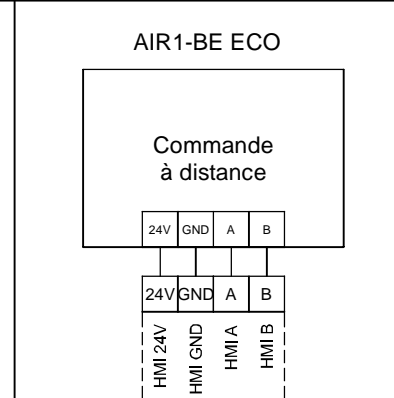 AIR1-BE ECO
Commande
à distance
24V GND A B
24V GND A B
HMI 24V
HMI GND
HMI A
HMI B